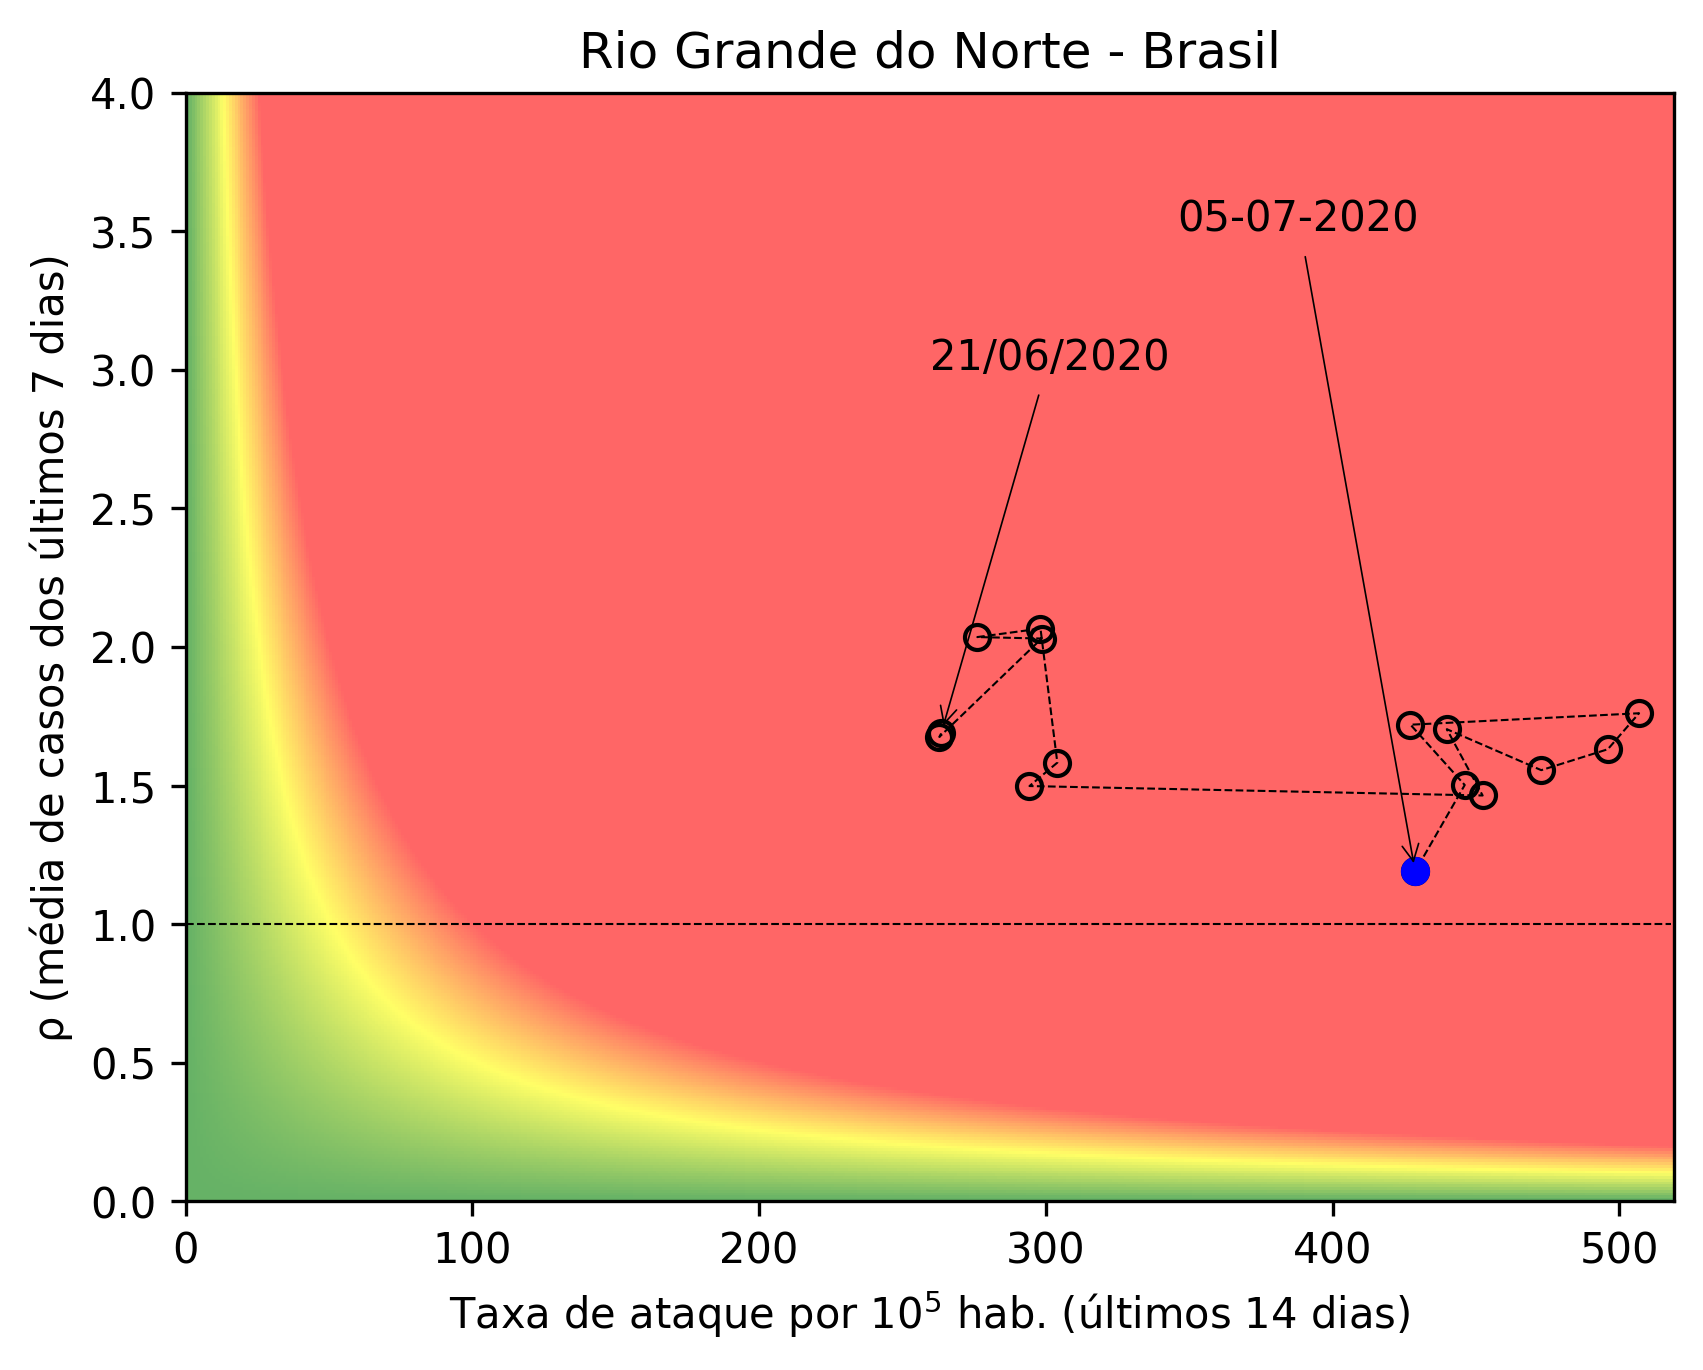 Rio Grande do Norte - Brasil
4.0
3.5
3.0
2.5
2.0
1.5
1.0
0.5
0.0
ρ (média de casos dos últimos 7 dias)
05-07-2020
21/06/2020
0 100 200 300 400 500
Taxa de ataque por 10⁵ hab. (últimos 14 dias)